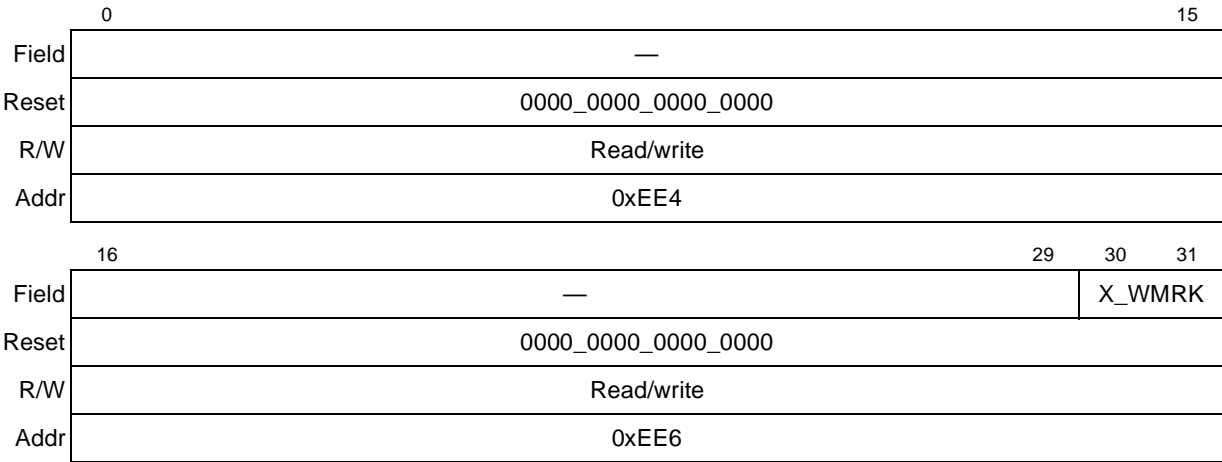 0 15
Field —
Reset 0000_0000_0000_0000
R/W Read/write
Addr 0xEE4
16 29 30 31
Field — X_WMRK
Reset 0000_0000_0000_0000
R/W Read/write
Addr 0xEE6